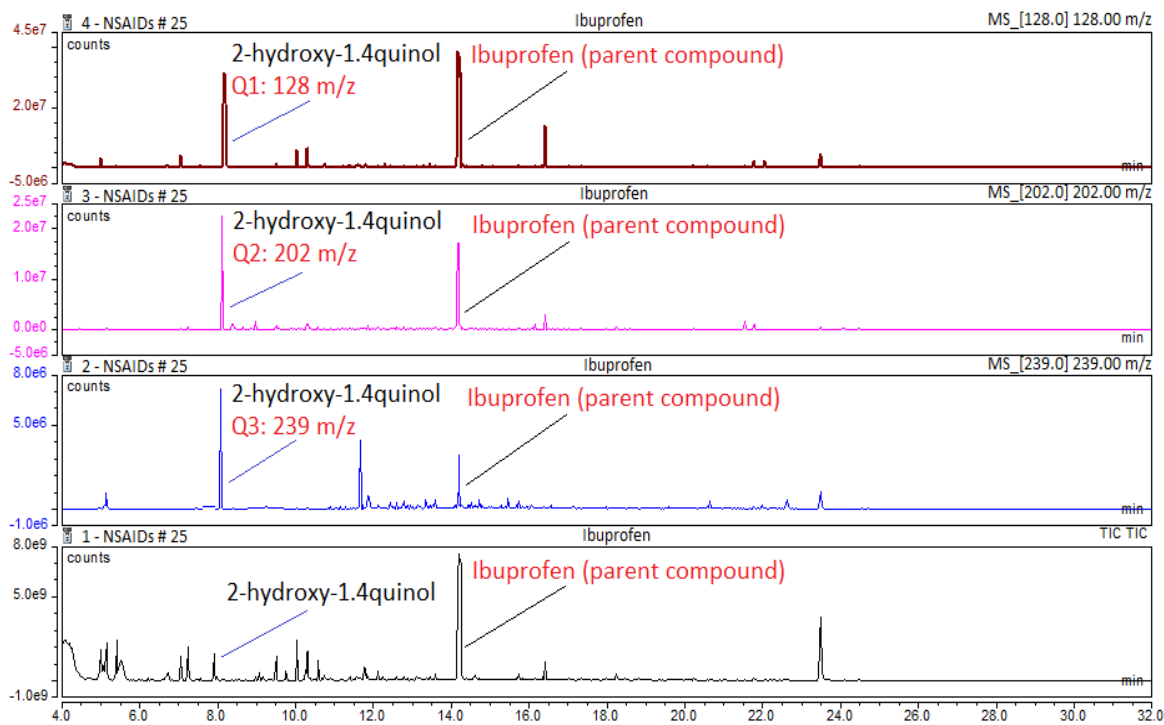 4 - NSAIDs # 25 Ibuprofen MS_[128.0] 128.00 m/z
4.5e7
counts
2-hydroxy-1.4quinol
Ibuprofen (parent compound)
Q1: 128 m/z
2.0e7
min
-5.0e6
3 - NSAIDs # 25 Ibuprofen MS_[202.0] 202.00 m/z
2.5e7
counts
2.0e7
2-hydroxy-1.4quinol
Ibuprofen (parent compound)
Q2: 202 m/z
1.0e7
0.0e0
min
-5.0e6
2 - NSAIDs # 25 Ibuprofen MS_[239.0] 239.00 m/z
8.0e6
counts
2-hydroxy-1.4quinol
Ibuprofen (parent compound)
Q3: 239 m/z
5.0e6
min
-1.0e6
1 - NSAIDs # 25 Ibuprofen TIC TIC
8.0e9
counts
Ibuprofen (parent compound)
2-hydroxy-1.4quinol
5.0e9
min
-1.0e9
4.0 6.0 8.0 10.0 12.0 14.0 16.0 18.0 20.0 22.0 24.0 26.0 28.0 30.0 32.0